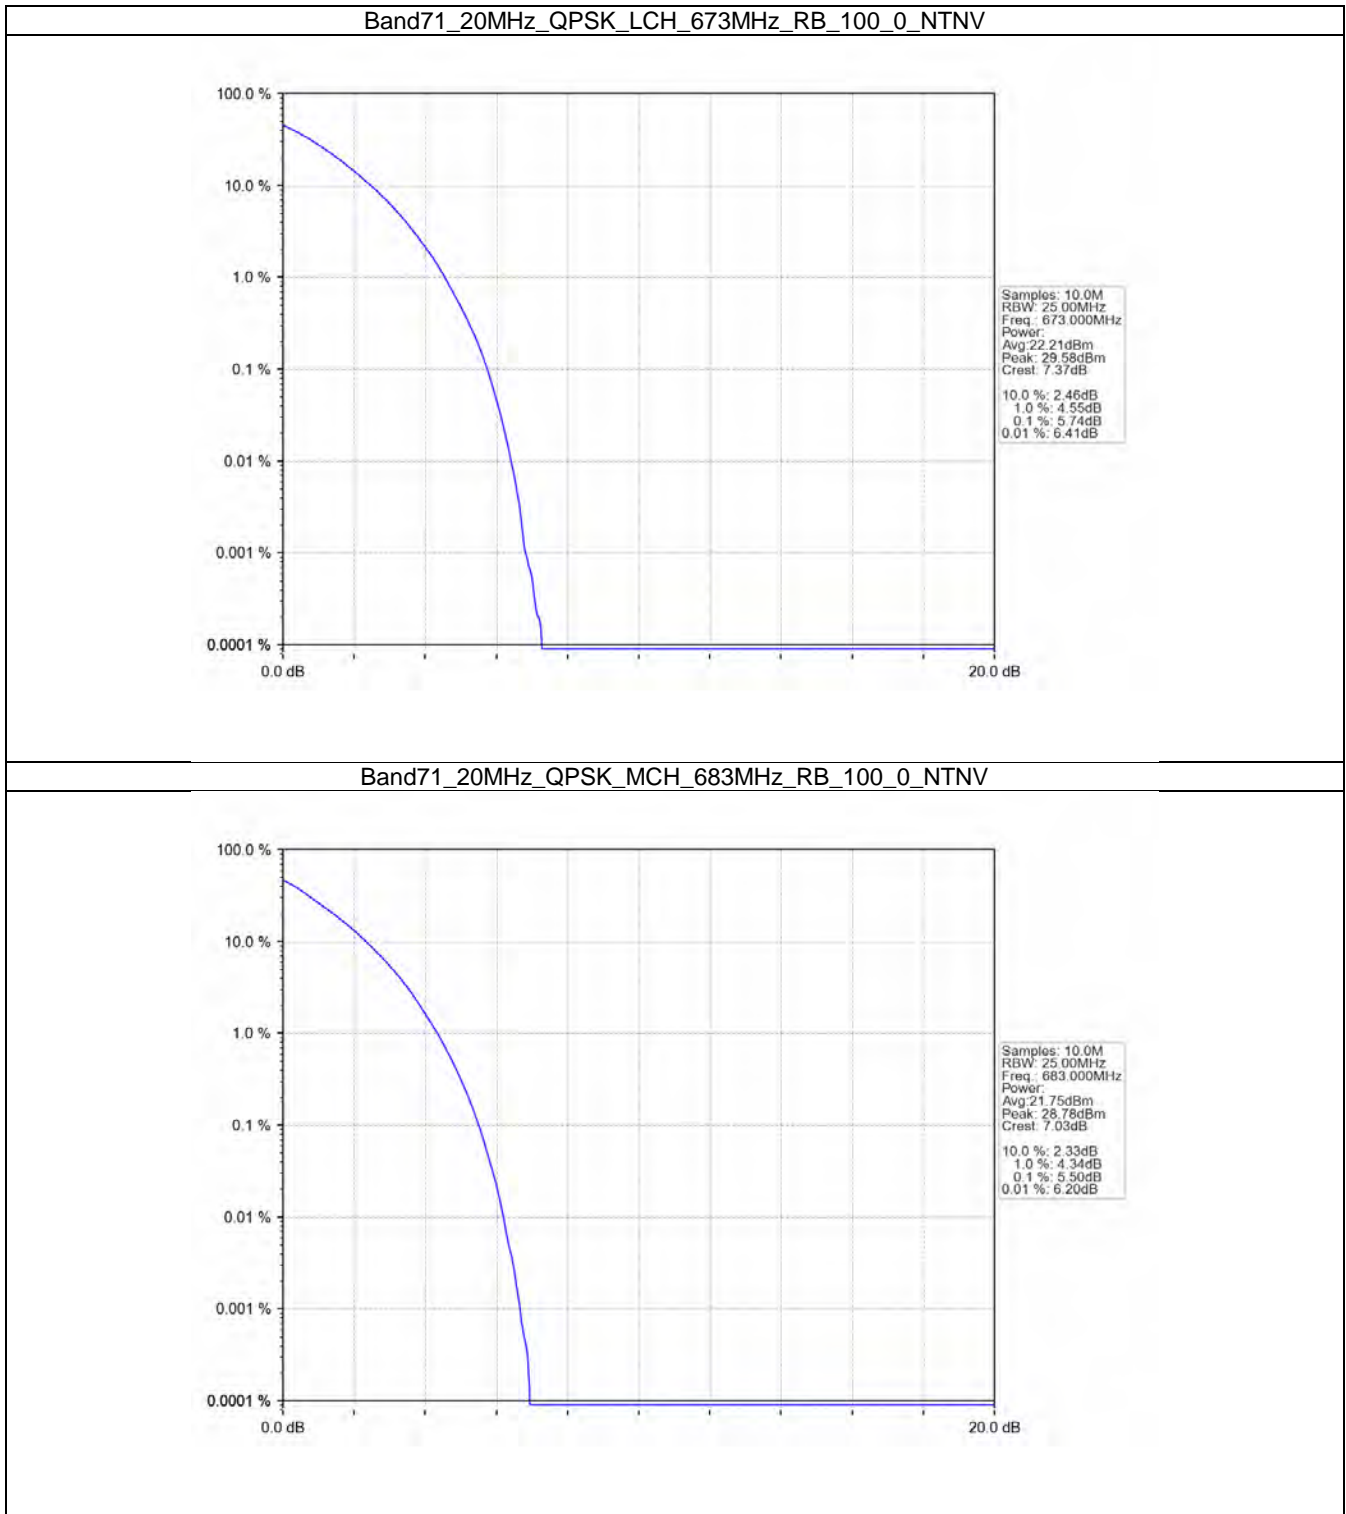 Band71_20MHz_QPSK_LCH_673MHz_RB_100_0_NTNV
100.0 %
10.0 %
1.0 %
0.1 %
0.01 %
0.001 %
0.0001 %
0.0 dB
20.0 dB
Samples: 10.0M
RBW: 25.00MHz
Freq.: 673.000MHz
Power:
Avg:22.21dBm
Peak: 29.58dBm
Crest: 7.37dB
10.0 %: 2.46dB
1.0 %: 4.55dB
0.1 %: 5.74dB
0.01 %: 6.41dB
Band71_20MHz_QPSK_MCH_683MHz_RB_100_0_NTNV
100.0 %
10.0 %
1.0 %
0.1 %
0.01 %
0.001 %
0.0001 %
0.0 dB
20.0 dB
Samples: 10.0M
RBW: 25.00MHz
Freq.: 683.000MHz
Power:
Avg:21.75dBm
Peak: 28.78dBm
Crest: 7.03dB
10.0 %: 2.33dB
1.0 %: 4.34dB
0.1 %: 5.50dB
0.01 %: 6.20dB